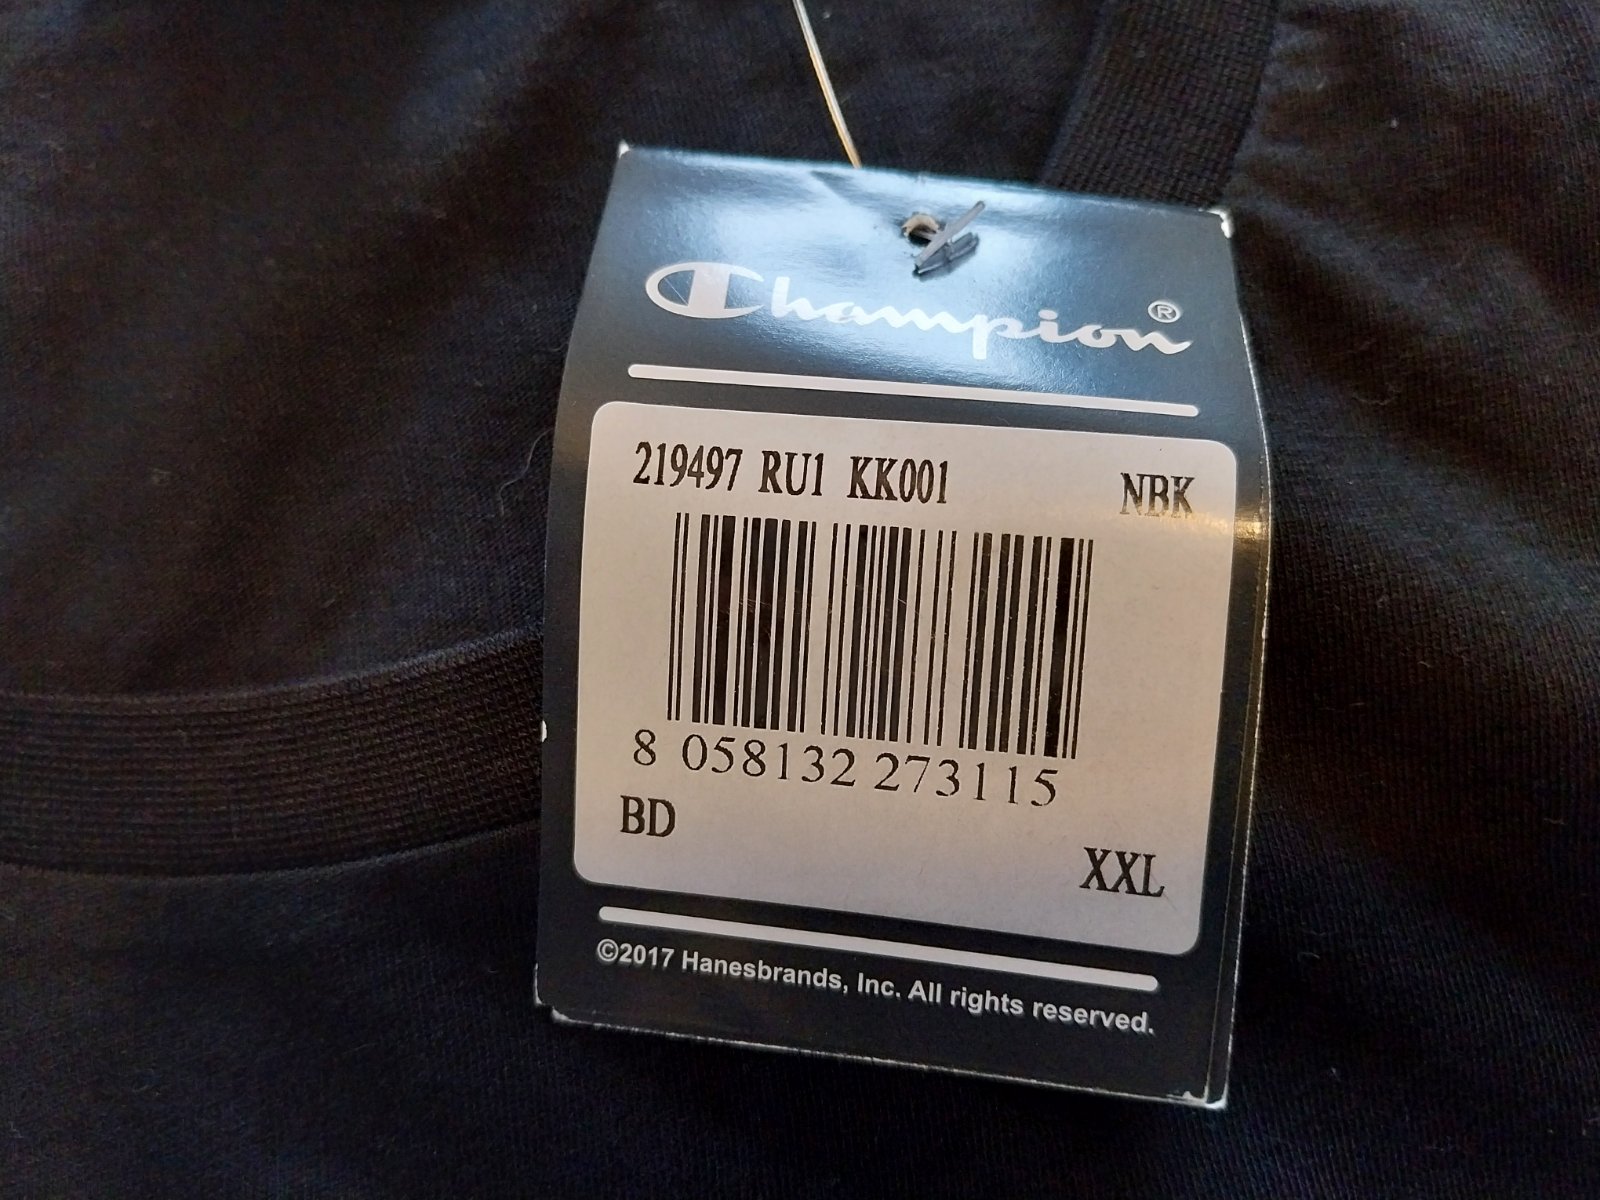 Champion®
219497 RU1 KK001 NBK
8 058132 273115
BD
XXL
©2017 Hanesbrands, Inc. All rights reserved.